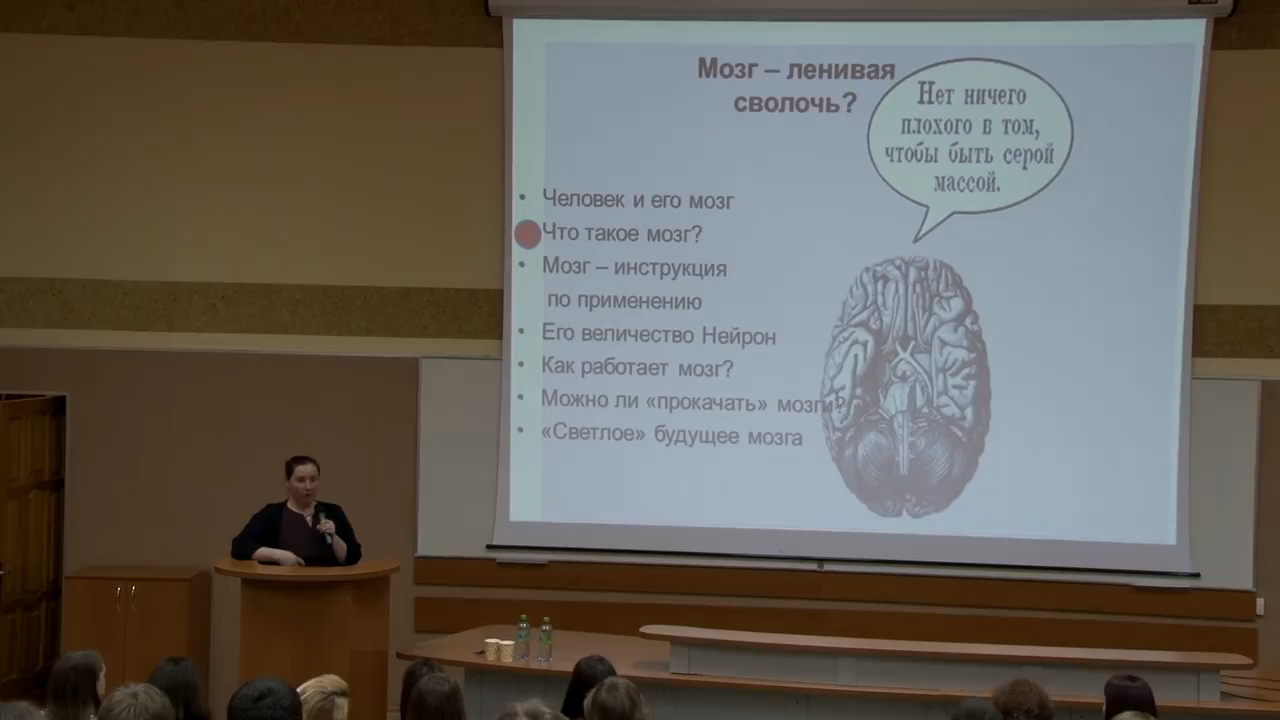 Мозг – ленивая
сволочь?
Нет ничего
плохого в том,
чтобы быть серой
массой.
• Человек и его мозг
Что такое мозг?
• Мозг – инструкция
по применению
• Его величество Нейрон
• Как работает мозг?
• Можно ли «прокачать» мозги?
• «Светлое» будущее мозга